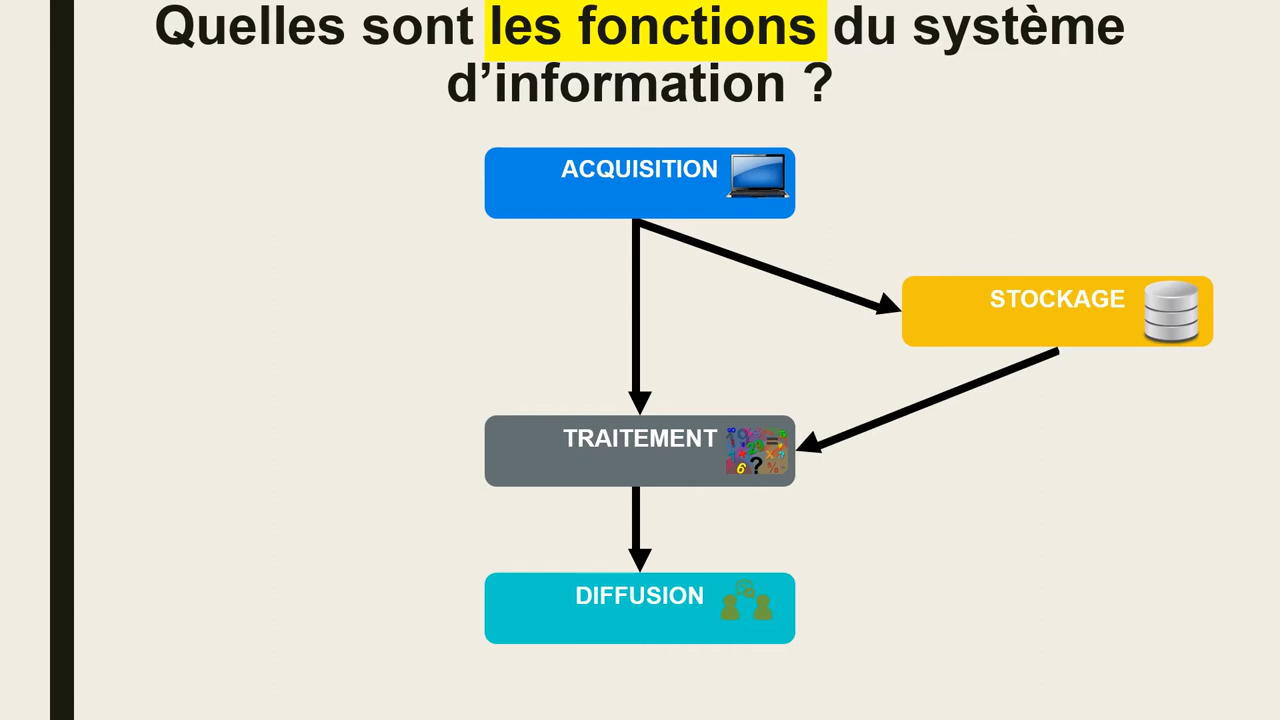 Quelles sont les fonctions du système
d’information ?
ACQUISITION
STOCKAGE
TRAITEMENT
DIFFUSION